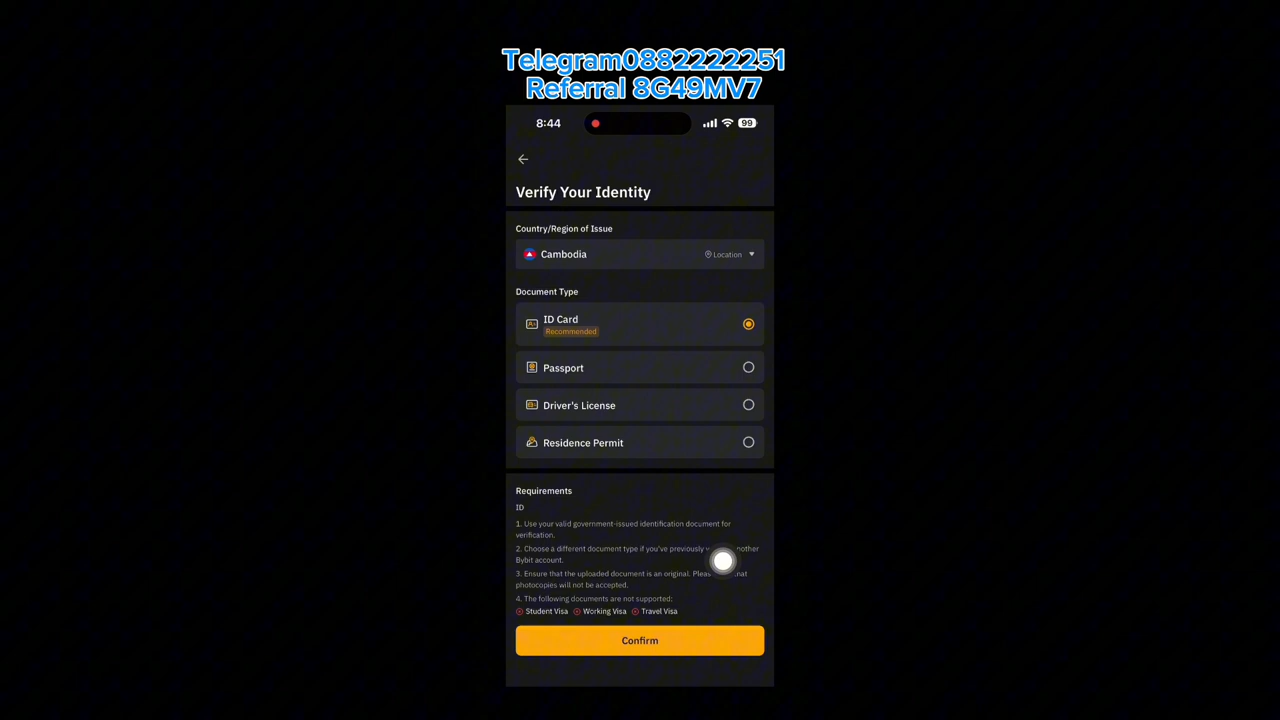 Telegram0882222251
Referral 8G49MV7
8:44
99
Verify Your Identity
Country/Region of Issue
Cambodia
Location
Document Type
ID Card
Recommended
Passport
Driver's License
Residence Permit
Requirements
ID
1. Use your valid government-issued identification document for
verification.
2. Choose a different document type if you've previously
Bybit account.
3. Ensure that the uploaded document is an original. that
photocopies will not be accepted.
4. The following documents are not supported:
Student Visa Working Visa Travel Visa
Confirm